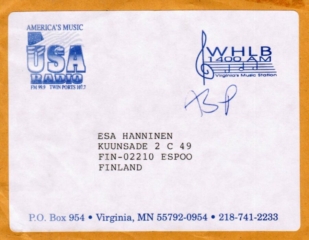 AMERICA'S MUSIC
USA
RADIO
WHLB
1400 AM
Virginia's Music Station
ESA HANNINEN
KUUNSADE 2 C 49
FIN-02210 ESPOO
FINLAND
P.O. Box 954 • Virginia, MN 55792-0954 • 218-741-2233